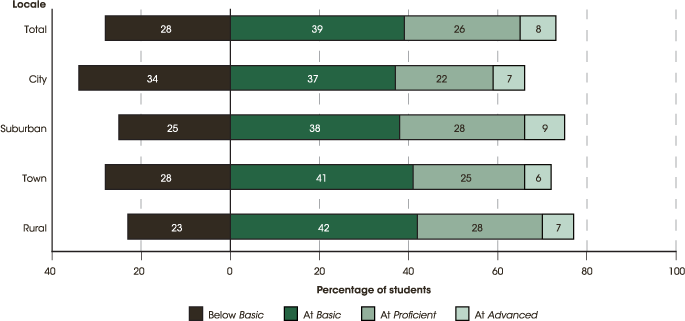 Locale
Total 28 39 26 8
City 34 37 22 7
Suburban 25 38 28 9
Town 28 41 25 6
Rural 23 42 28 7
40 20 0 20 40 60 80 100
Percentage of students
Below Basic At Basic At Proficient At Advanced